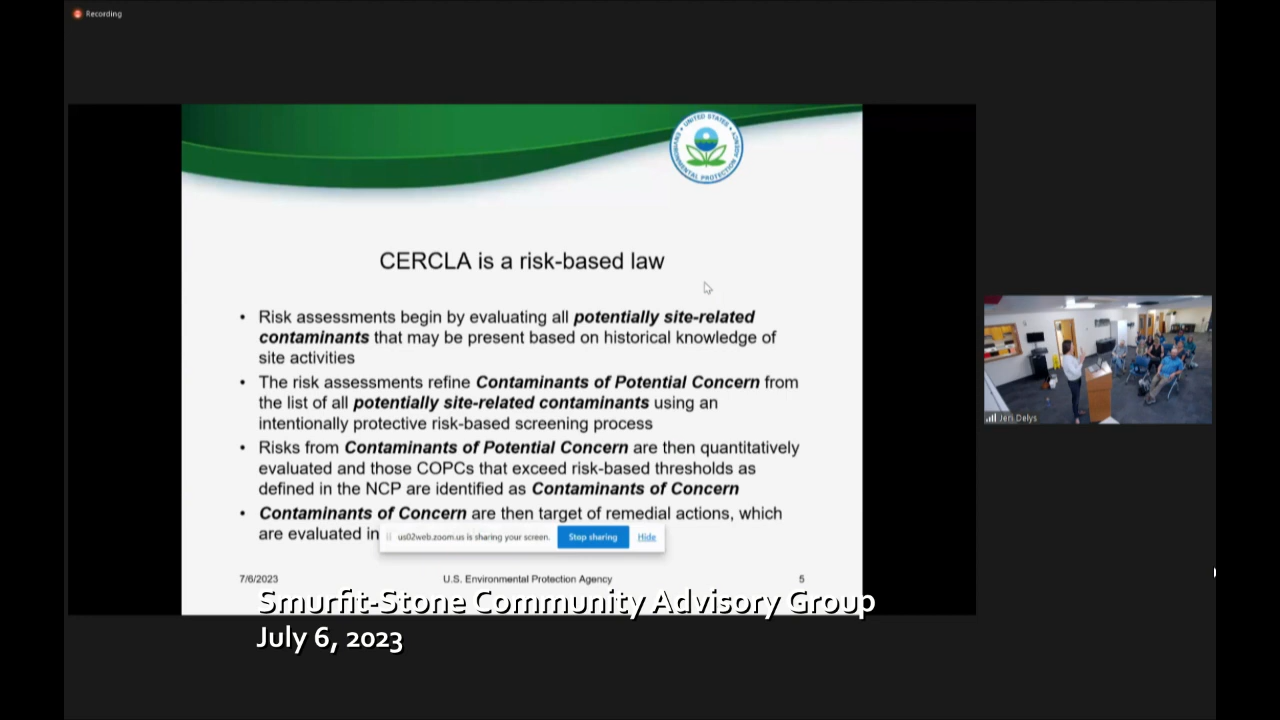 Recording
UNITED STATES
ENVIRONMENTAL PROTECTION AGENCY
CERCLA is a risk-based law
• Risk assessments begin by evaluating all potentially site-related
contaminants that may be present based on historical knowledge of
site activities
• The risk assessments refine Contaminants of Potential Concern from
the list of all potentially site-related contaminants using an
intentionally protective risk-based screening process
• Risks from Contaminants of Potential Concern are then quantitatively
evaluated and those COPCs that exceed risk-based thresholds as
defined in the NCP are identified as Contaminants of Concern
• Contaminants of Concern are then target of remedial actions, which
are evaluated in
us02web.zoom.us is sharing your screen. Stop sharing Hide
7/6/2023 U.S. Environmental Protection Agency 5
Jeri Delys
Smurfit-Stone Community Advisory Group
July 6, 2023